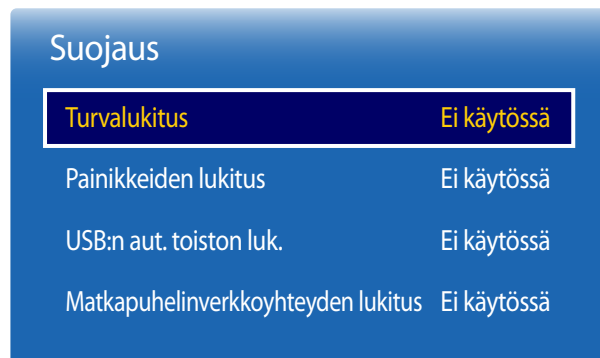 Suojaus
Turvalukitus Ei käytössä
Painikkeiden lukitus Ei käytössä
USB:n aut. toiston luk. Ei käytössä
Matkapuhelinverkkoyhteyden lukitus Ei käytössä